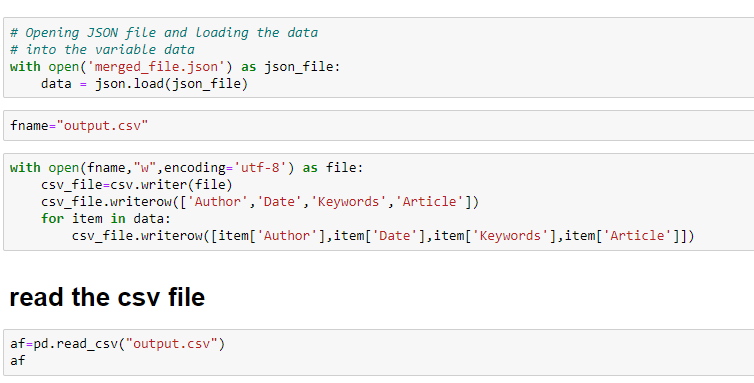 # Opening JSON file and loading the data
# into the variable data
with open('merged_file.json') as json_file:
    data = json.load(json_file)
fname="output.csv"
with open(fname,"w",encoding='utf-8') as file:
    csv_file=csv.writer(file)
    csv_file.writerow(['Author','Date','Keywords','Article'])
    for item in data:
        csv_file.writerow([item['Author'],item['Date'],item['Keywords'],item['Article']])
read the csv file
af=pd.read_csv("output.csv")
af